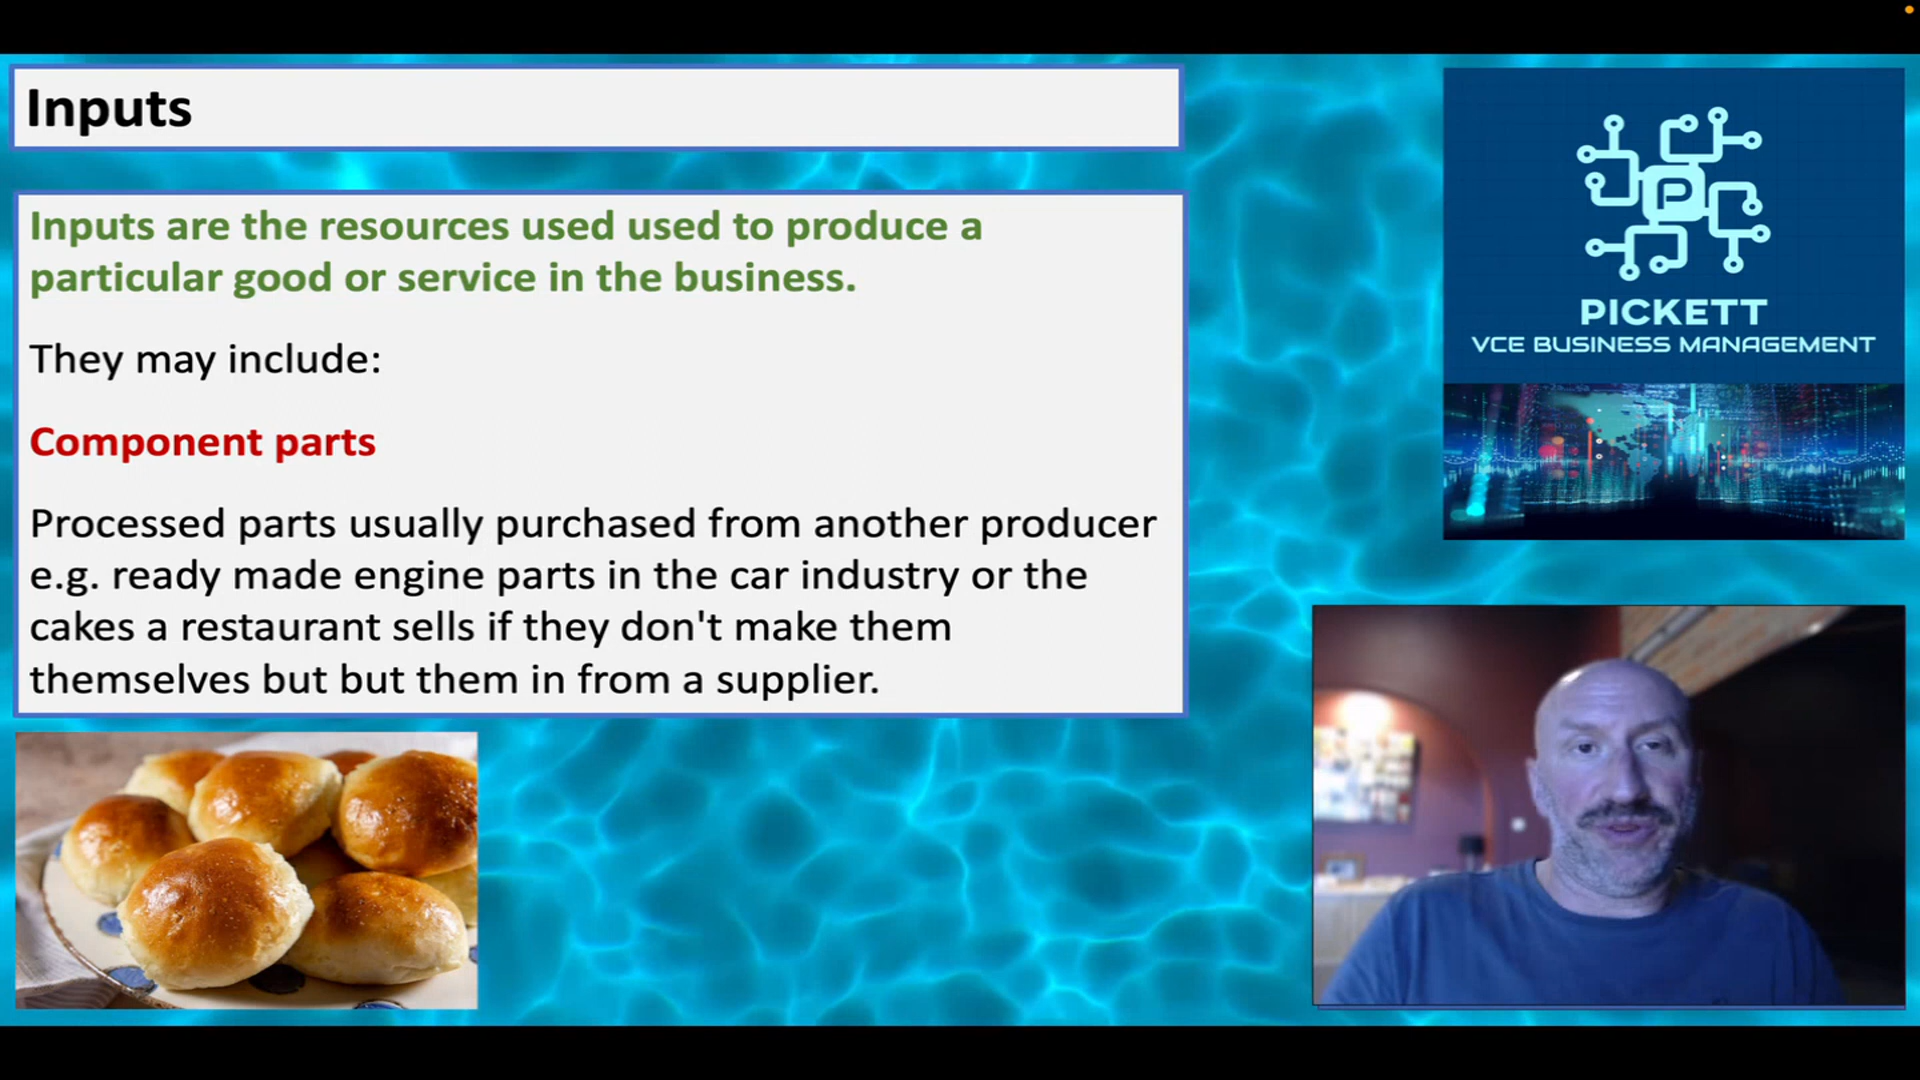 Inputs
Inputs are the resources used used to produce a
particular good or service in the business.
They may include:
Component parts
Processed parts usually purchased from another producer
e.g. ready made engine parts in the car industry or the
cakes a restaurant sells if they don't make them
themselves but but them in from a supplier.
P
PICKETT
VCE BUSINESS MANAGEMENT